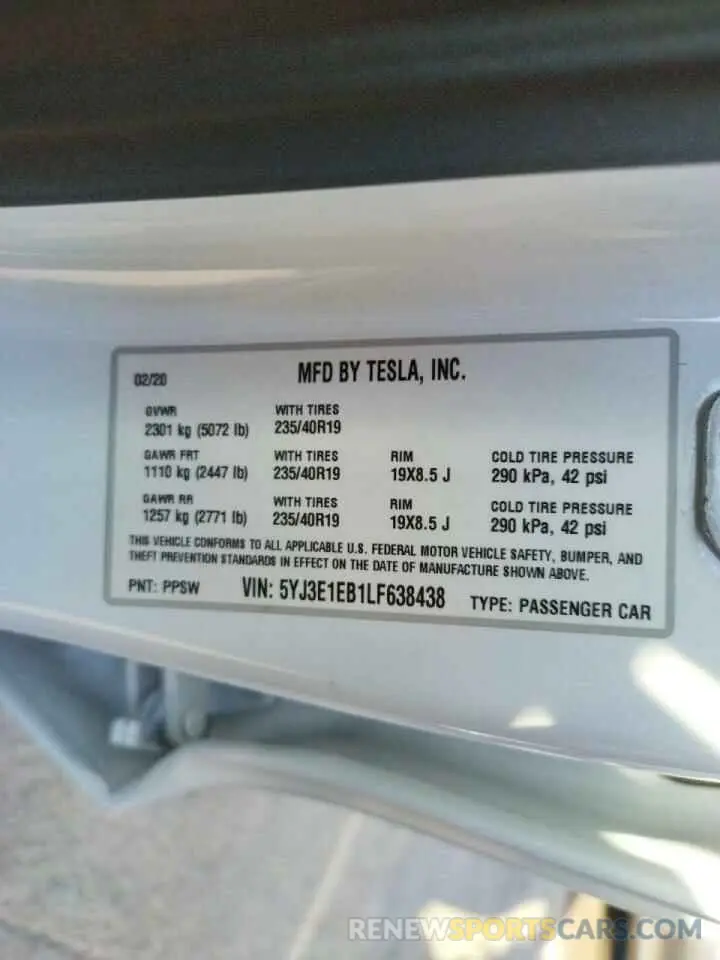 02/20 MFD BY TESLA, INC.
GVWR WITH TIRES
2301 kg (5072 lb) 235/40R19
GAWR FRT WITH TIRES RIM COLD TIRE PRESSURE
1110 kg (2447 lb) 235/40R19 19X8.5 J 290 kPa, 42 psi
GAWR RR WITH TIRES RIM COLD TIRE PRESSURE
1257 kg (2771 lb) 235/40R19 19X8.5 J 290 kPa, 42 psi
THIS VEHICLE CONFORMS TO ALL APPLICABLE U.S. FEDERAL MOTOR VEHICLE SAFETY, BUMPER, AND
THEFT PREVENTION STANDARDS IN EFFECT ON THE DATE OF MANUFACTURE SHOWN ABOVE.
PNT: PPSW VIN: 5YJ3E1EB1LF638438 TYPE: PASSENGER CAR
RENEWSPORTSCARS.COM